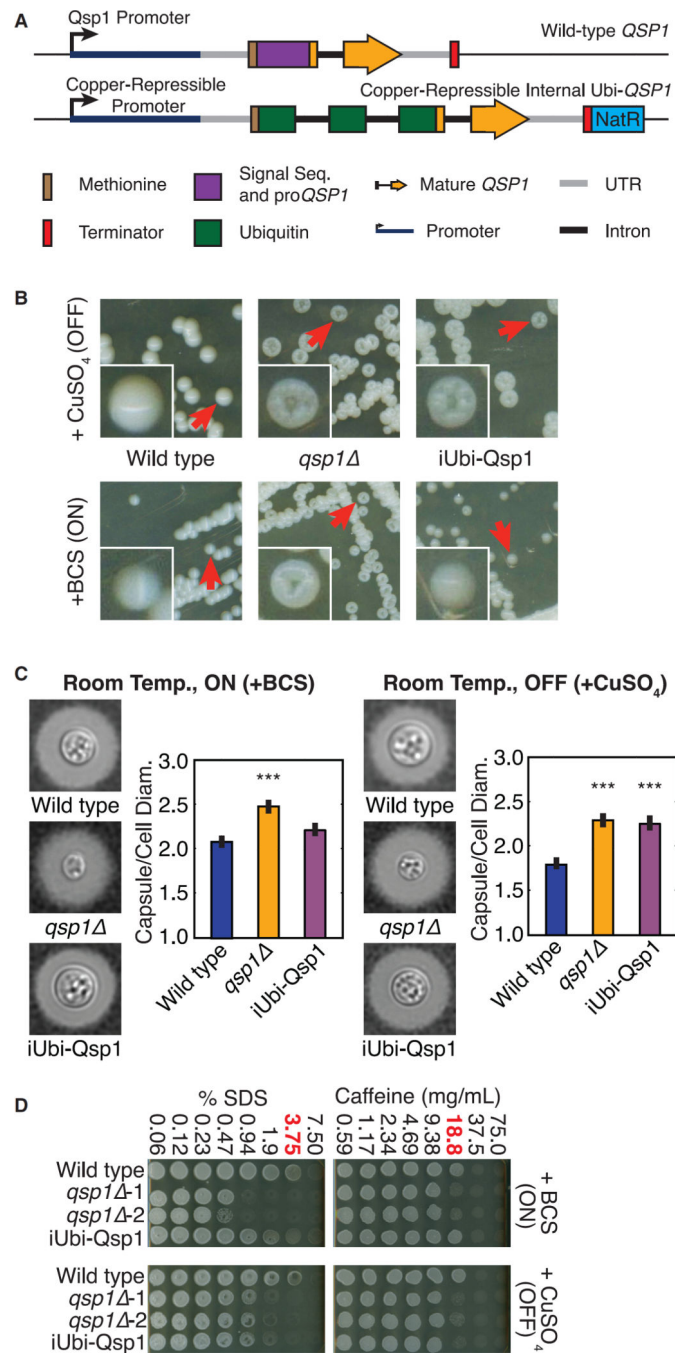 A
Qsp1 Promoter
Wild-type QSP1
Copper-Repressible
Promoter
Copper-Repressible Internal Ubi-QSP1
NatR
Methionine
Signal Seq.
and proQSP1
Mature QSP1
UTR
Terminator
Ubiquitin
Promoter
Intron
B
+ CuSO₄ (OFF)
Wild type
qsp1Δ
iUbi-Qsp1
+BCS (ON)
C
Room Temp., ON (+BCS)
Room Temp., OFF (+CuSO₄)
Wild type
qsp1Δ
iUbi-Qsp1
Capsule/Cell Diam.
3.0
2.5
2.0
1.5
1.0
***
Wild type
qsp1Δ
iUbi-Qsp1
Wild type
qsp1Δ
iUbi-Qsp1
Capsule/Cell Diam.
3.0
2.5
2.0
1.5
1.0
*** ***
Wild type
qsp1Δ
iUbi-Qsp1
D
% SDS
Caffeine (mg/mL)
0.06 0.12 0.23 0.47 0.94 1.9 3.75 7.50
0.59 1.17 2.34 4.69 9.38 18.8 37.5 75.0
Wild type
qsp1Δ-1
qsp1Δ-2
iUbi-Qsp1
+ BCS
(ON)
Wild type
qsp1Δ-1
qsp1Δ-2
iUbi-Qsp1
+ CuSO₄
(OFF)